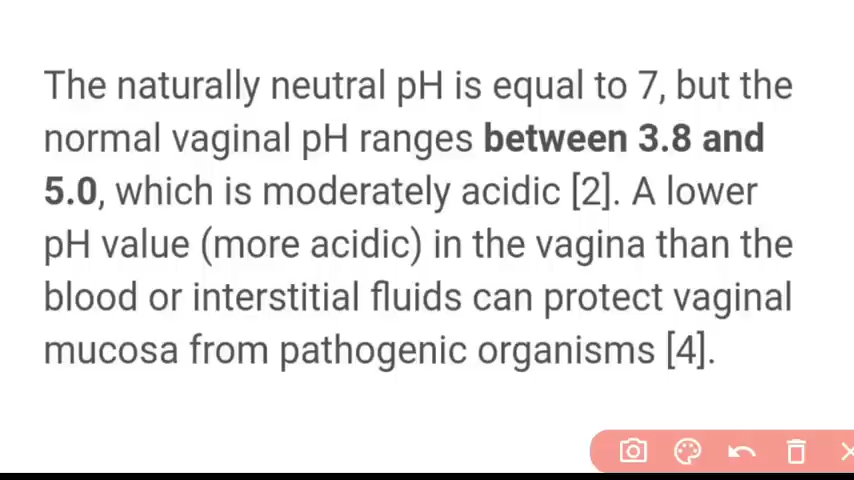 The naturally neutral pH is equal to 7, but the
normal vaginal pH ranges between 3.8 and
5.0, which is moderately acidic [2]. A lower
pH value (more acidic) in the vagina than the
blood or interstitial fluids can protect vaginal
mucosa from pathogenic organisms [4].